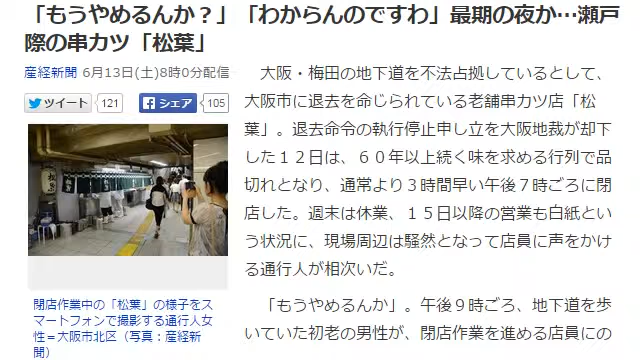 「もうやめるんか？」「わからんのですわ」最期の夜か…瀬戸
際の串カツ「松葉」
産経新聞 6月13日(土)8時0分配信
ツイート 121 シェア 105
閉店作業中の「松葉」の様子をス
マートフォンで撮影する通行人女
性＝大阪市北区（写真：産経新
聞）
大阪・梅田の地下道を不法占拠しているとして、
大阪市に退去を命じられている老舗串カツ店「松
葉」。退去命令の執行停止申し立を大阪地裁が却下
した１２日は、６０年以上続く味を求める行列で品
切れとなり、通常より３時間早い午後７時ごろに閉
店した。週末は休業、１５日以降の営業も白紙とい
う状況に、現場周辺は騒然となって店員に声をかけ
る通行人が相次いだ。
「もうやめるんか」。午後９時ごろ、地下道を歩
いていた初老の男性が、閉店作業を進める店員にの